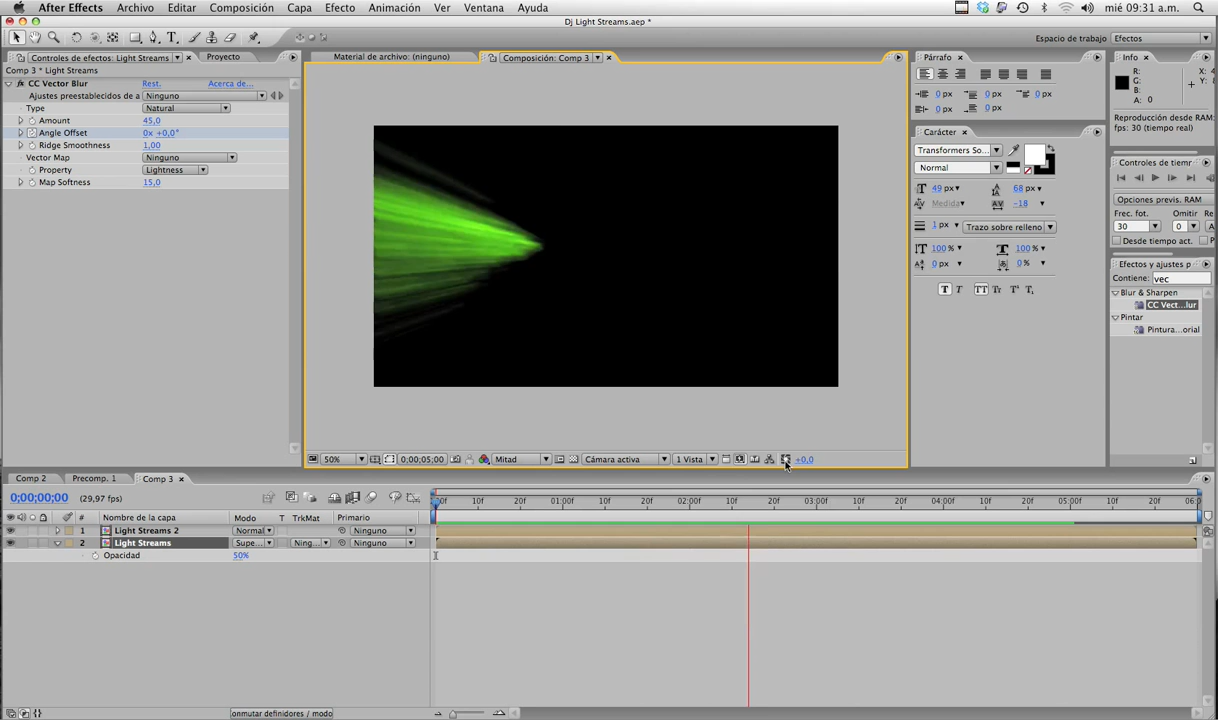 After Effects Archivo Editar Composición Capa Efecto Animación Ver Ventana Ayuda mié 09:31 a.m.
Dj Light Streams.aep *
Espacio de trabajo Efectos
Controles de efectos: Light Streams Proyecto
Comp 3 * Light Streams
CC Vector Blur Rest. Acerca de...
Ajustes preestablecidos de a Ninguno
Type Natural
Amount 45,0
Angle Offset 0x +0,0°
Ridge Smoothness 1,00
Vector Map Ninguno
Property Lightness
Map Softness 15,0
Material de archivo: (ninguno) Composición: Comp 3
50% 0;00;05;00 Mitad Cámara activa 1 Vista +0,0
Párrafo
0 px 0 px 0 px
0 px 0 px
Carácter
Transformers So...
Normal
49 px 68 px
Medida -18
1 px Trazo sobre relleno
100 % 100 %
0 px 0 %
T T TT Tr T¹ T₁
Info
R: X: 4
G: Y:
B:
A: 0
Reproducción desde RAM:
fps: 30 (tiempo real)
Controles de tiemr
Opciones previs. RAM
Frec. fot. Omitir
30 0
Desde tiempo act.
Efectos y ajustes p
Contiene: vec
Blur & Sharpen
CC Vect...lur
Pintar
Pintura...orial
Comp 2 Precomp. 1 Comp 3
0;00;00;00 (29,97 fps)
00f 10f 20f 01:00f 10f 20f 02:00f 10f 20f 03:00f 10f 20f 04:00f 10f 20f 05:00f 10f 20f 06:0
# Nombre de la capa Modo T TrkMat Primario
1 Light Streams 2 Normal Ninguno
2 Light Streams Supe... Ning... Ninguno
Opacidad 50%
onmutar definidores / modo